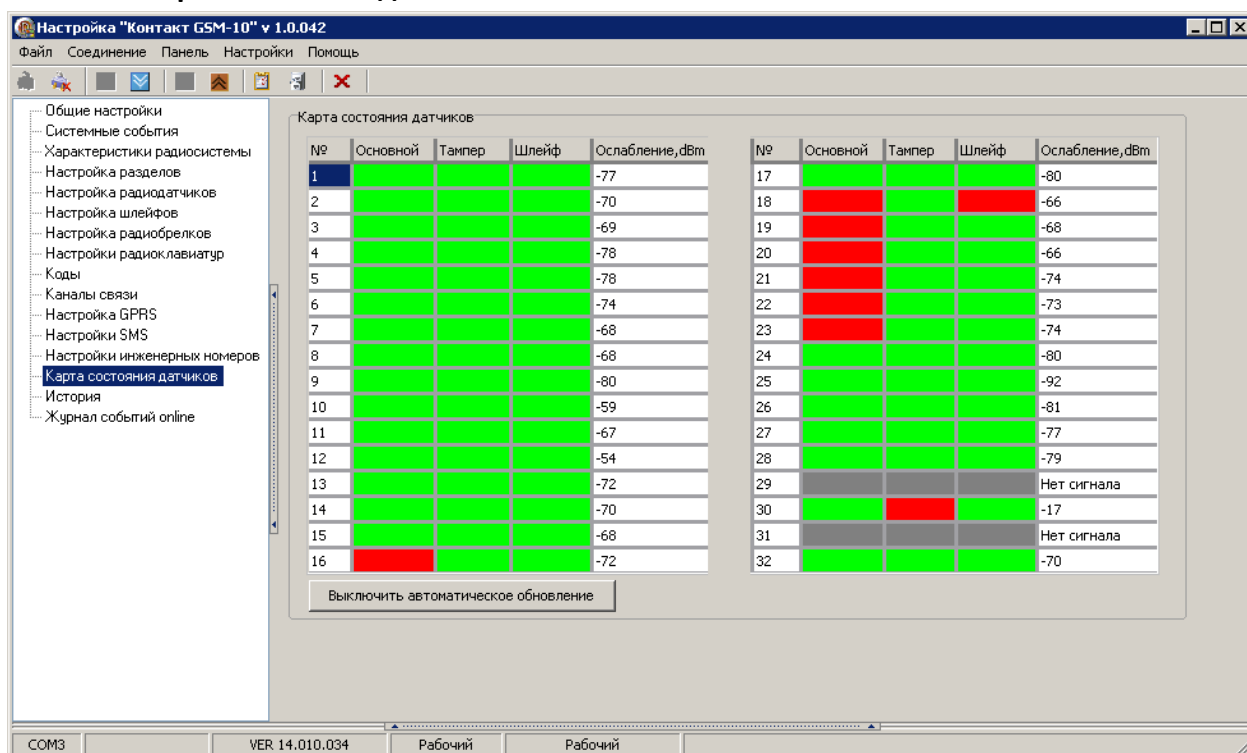 Настройка "Контакт GSM-10" v 1.0.042
Файл Соединение Панель Настройки Помощь
Общие настройки
Системные события
Характеристики радиосистемы
Настройка разделов
Настройка радиодатчиков
Настройка шлейфов
Настройка радиобрелков
Настройки радиоклавиатур
Коды
Каналы связи
Настройка GPRS
Настройки SMS
Настройки инженерных номеров
Карта состояния датчиков
История
Журнал событий online
Карта состояния датчиков
№ Основной Тампер Шлейф Ослабление,dBm
1 -77
2 -70
3 -69
4 -78
5 -78
6 -74
7 -68
8 -68
9 -80
10 -59
11 -67
12 -54
13 -72
14 -70
15 -68
16 -72
№ Основной Тампер Шлейф Ослабление,dBm
17 -80
18 -66
19 -68
20 -66
21 -74
22 -73
23 -74
24 -80
25 -92
26 -81
27 -77
28 -79
29 Нет сигнала
30 -17
31 Нет сигнала
32 -70
Выключить автоматическое обновление
COM3 VER 14.010.034 Рабочий Рабочий